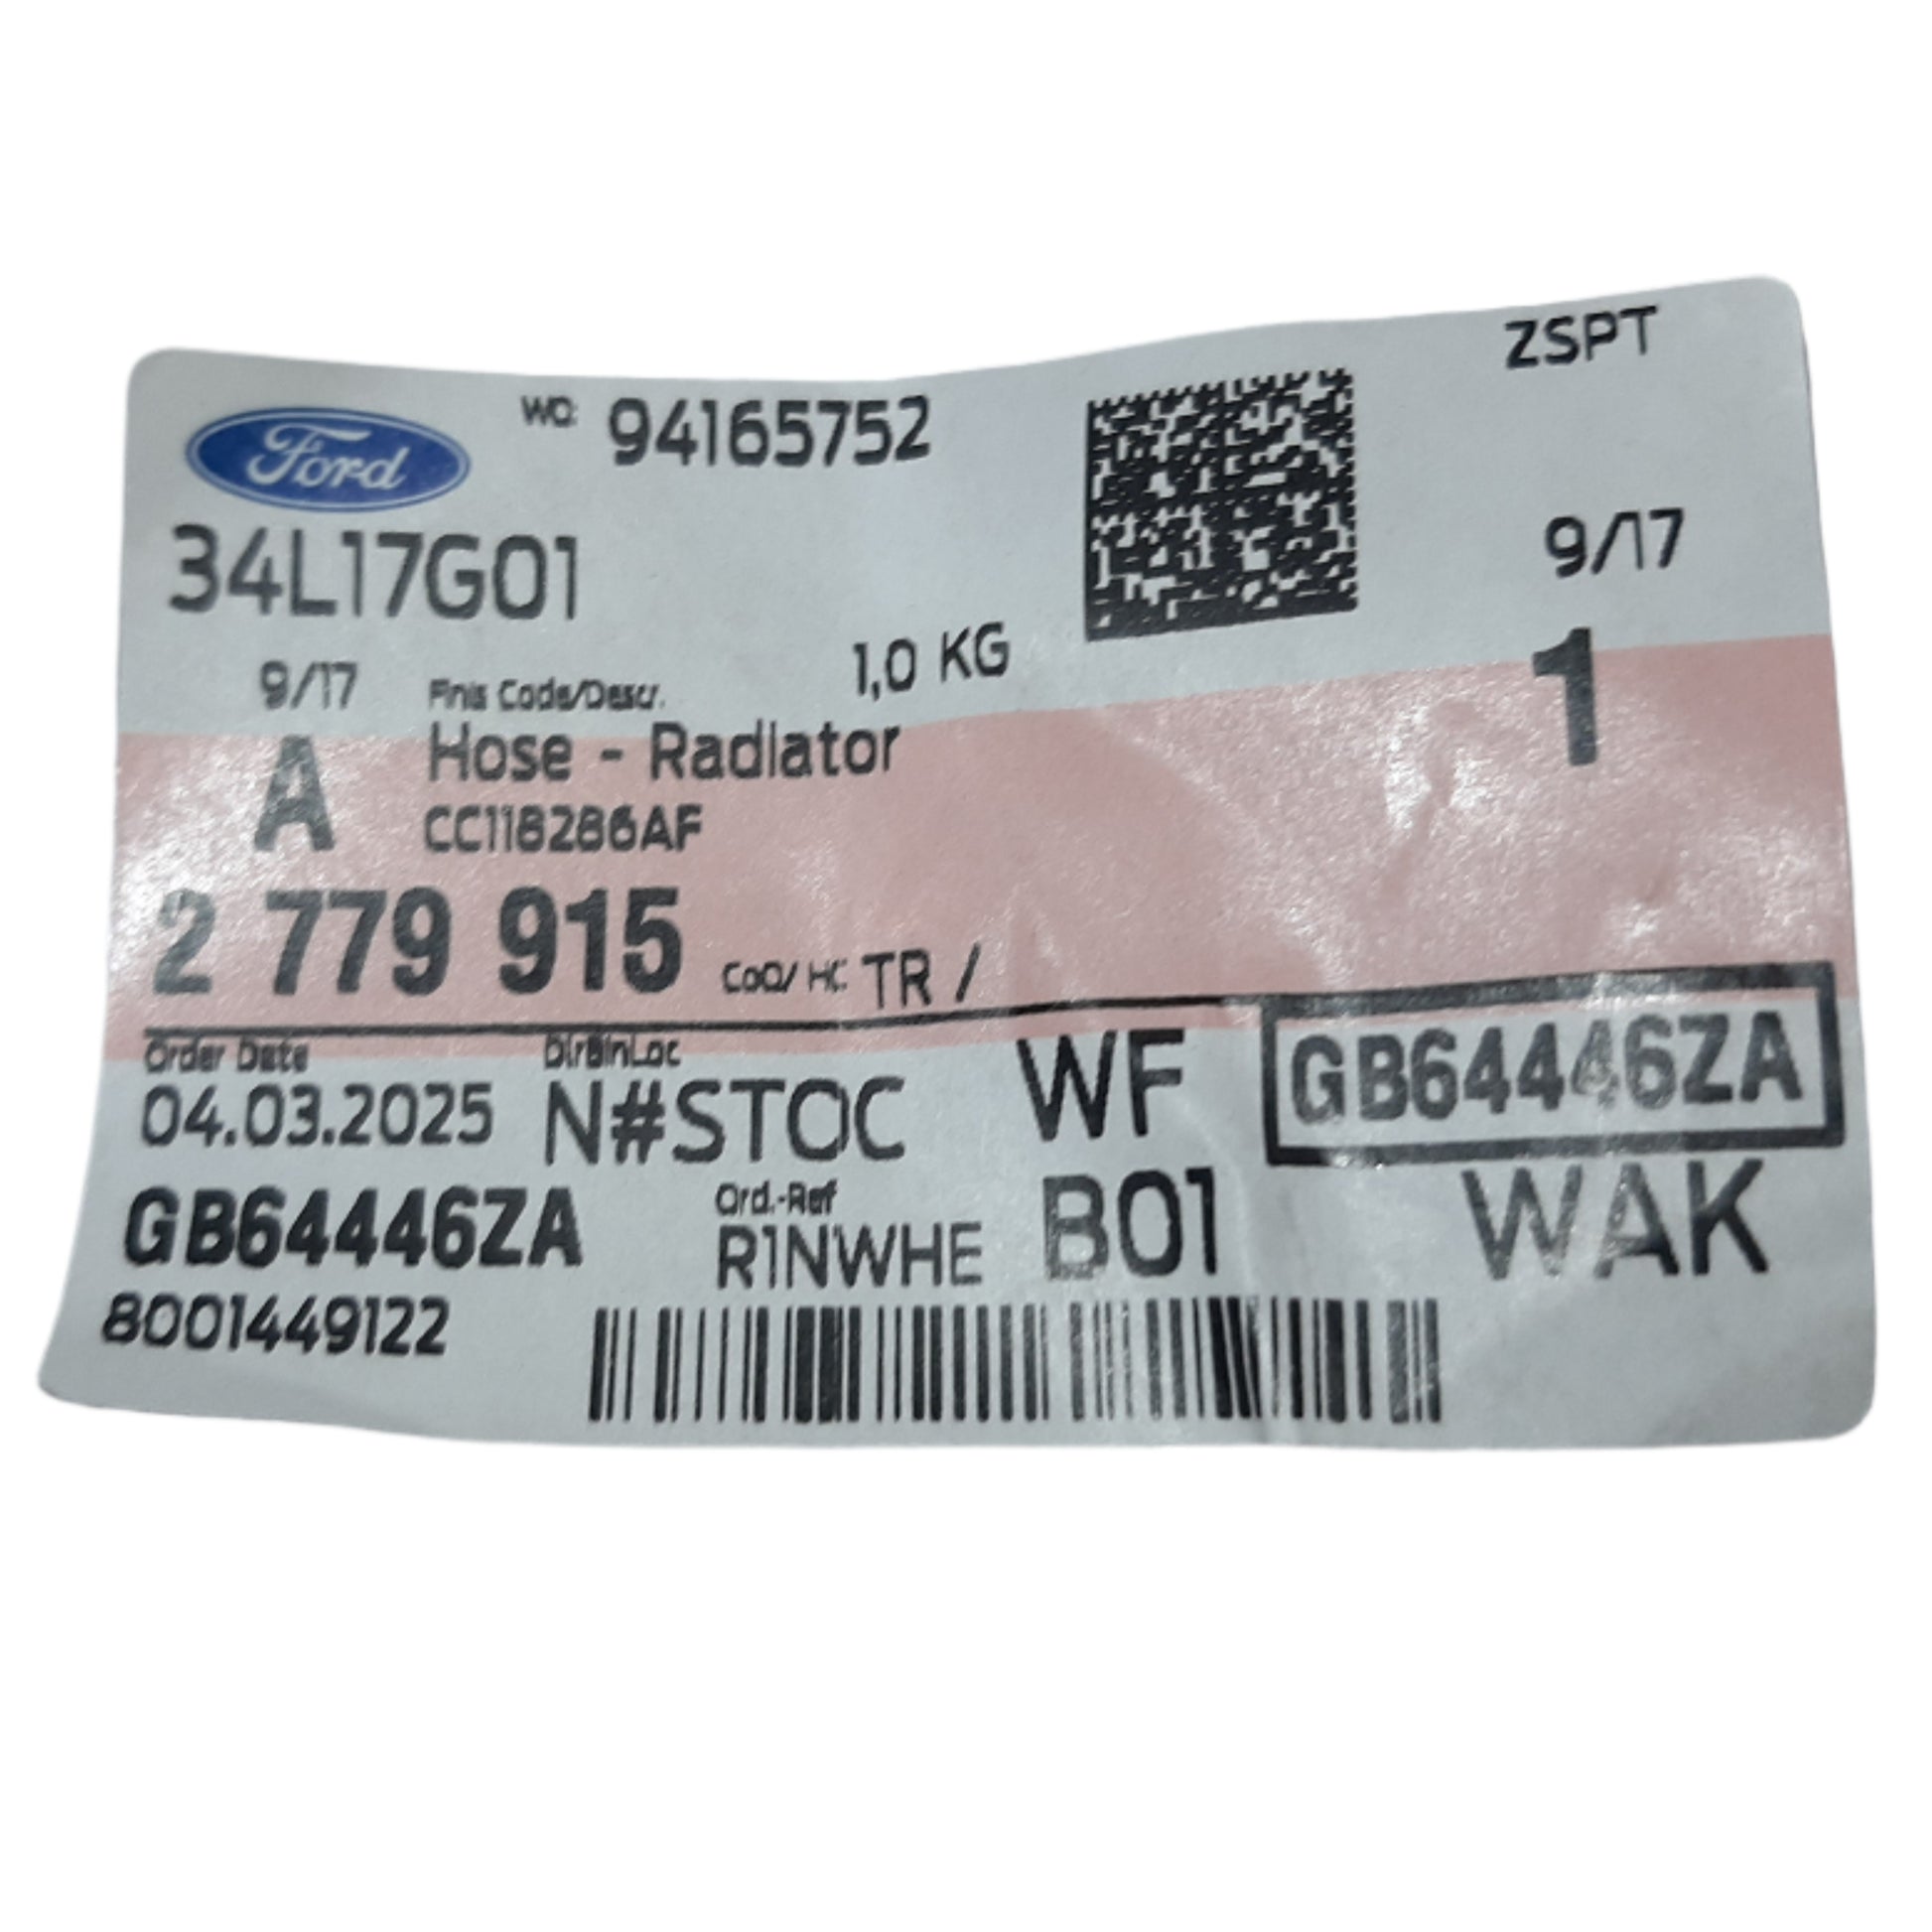 ZSPT
Ford
WO: 94165752
34L17G01
9/17
9/17
Finis Code/Descr.
1,0 KG
1
A
Hose - Radiator
CC118286AF
2 779 915
CoO/ HC: TR /
Order Date
DlrBinLoc
WF
GB64446ZA
04.03.2025
N#STOC
GB64446ZA
Ord.-Ref
R1NWHE
B01
WAK
8001449122